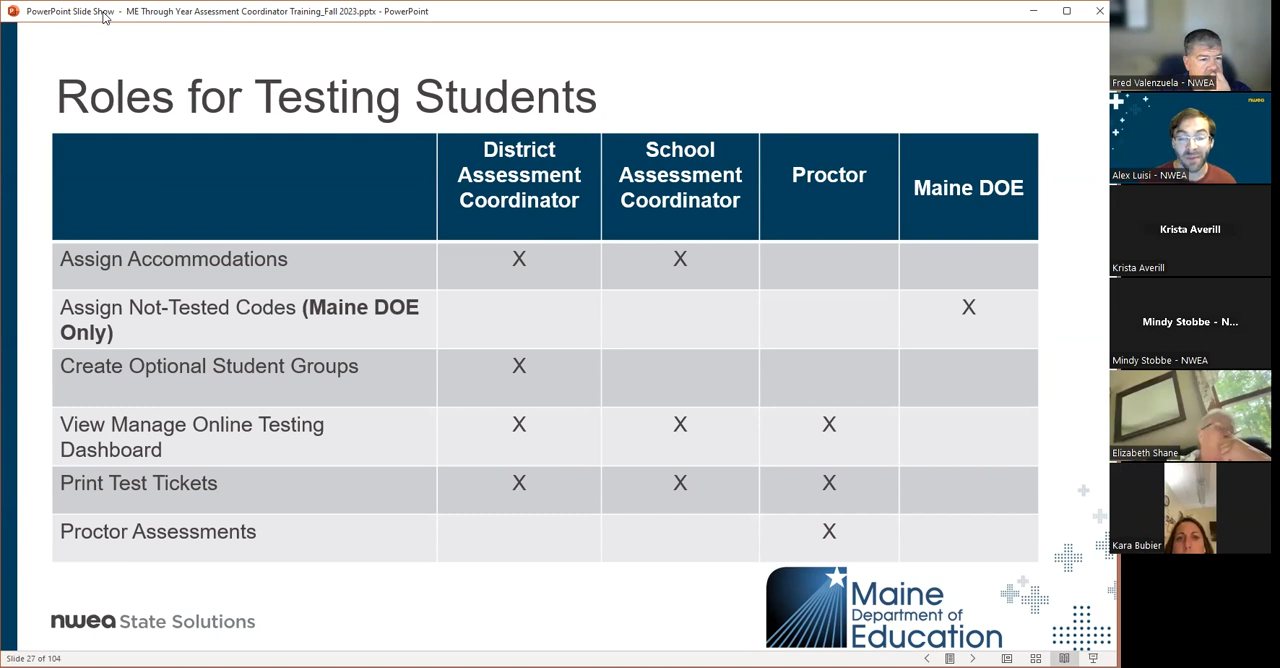 PowerPoint Slide Show - ME Through Year Assessment Coordinator Training_Fall 2023.pptx - PowerPoint
Roles for Testing Students
District Assessment Coordinator
School Assessment Coordinator
Proctor
Maine DOE
Assign Accommodations X X
Assign Not-Tested Codes (Maine DOE Only) X
Create Optional Student Groups X
View Manage Online Testing Dashboard X X X
Print Test Tickets X X X
Proctor Assessments X
nwea State Solutions
Maine
Department of
Education
Slide 27 of 104
Fred Valenzuela - NWEA
nwea
Alex Luisi - NWEA
Krista Averill
Krista Averill
Mindy Stobbe - N...
Mindy Stobbe - NWEA
Elizabeth Shane
Kara Bubier